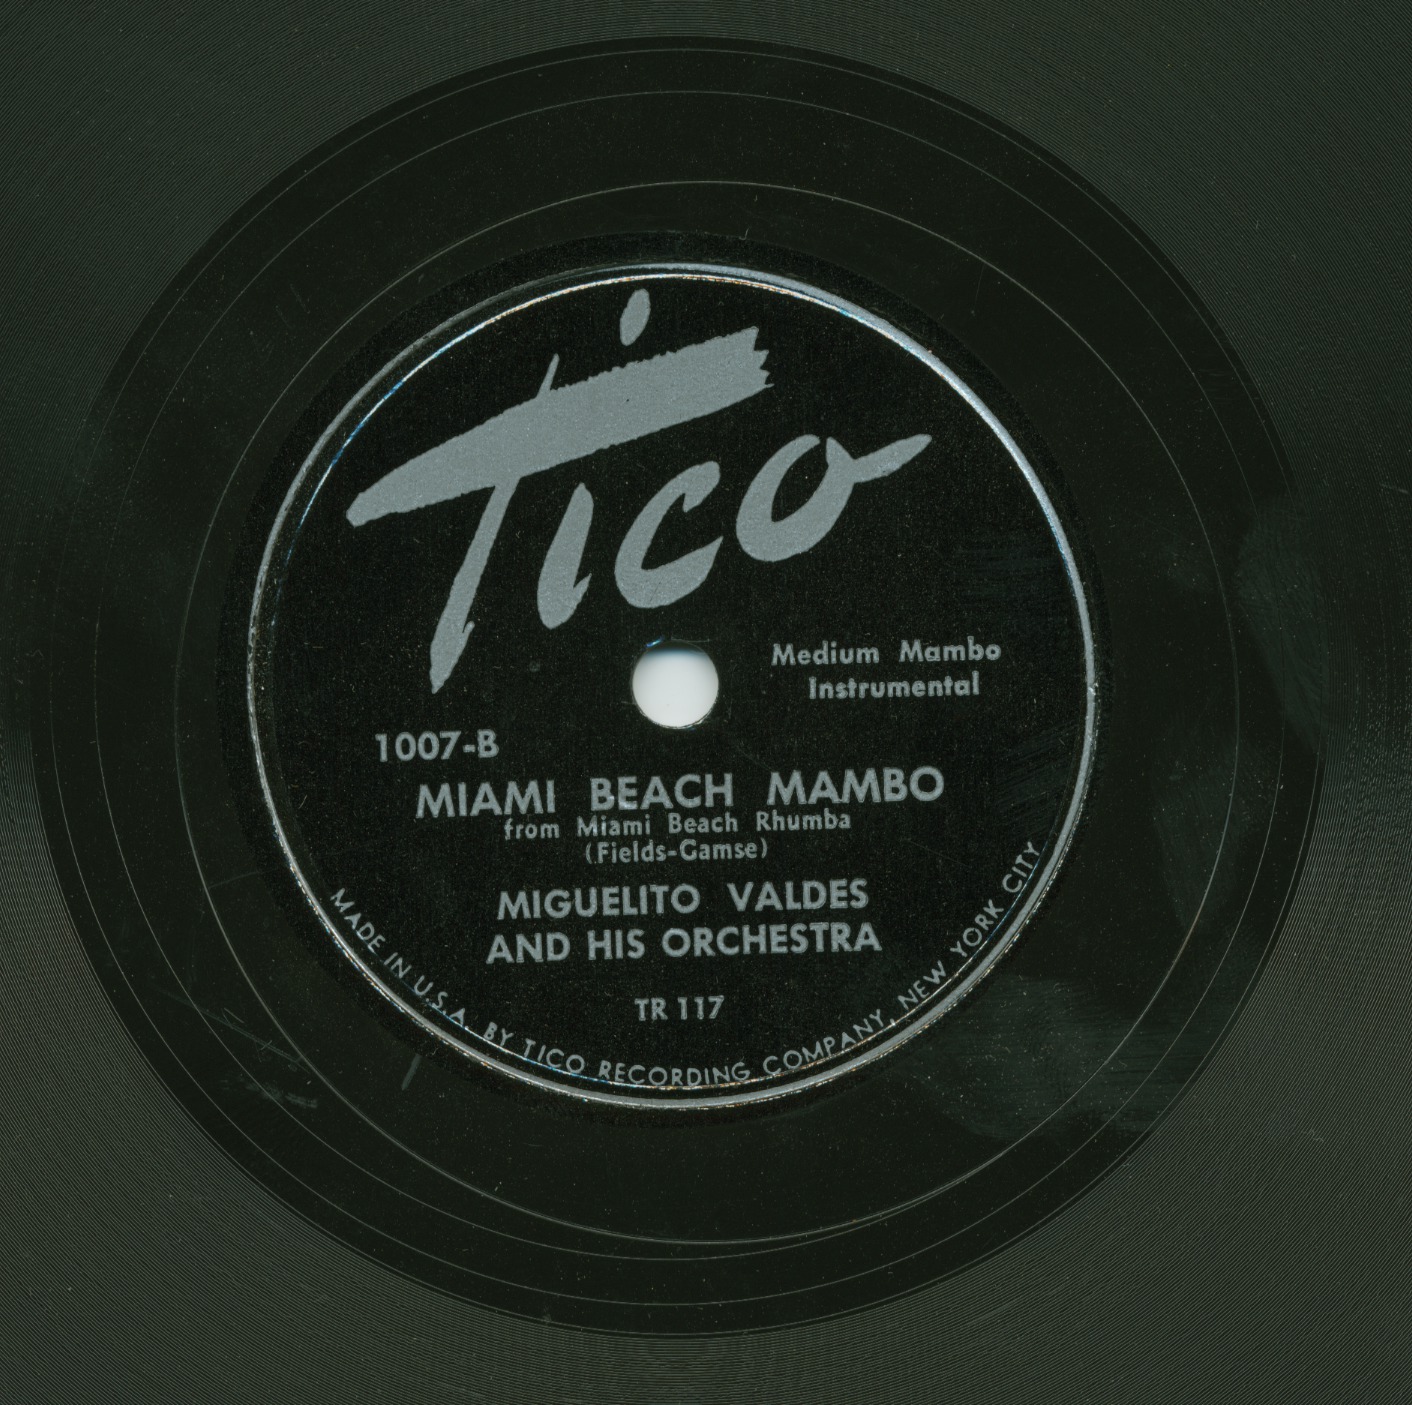 Tico
Medium Mambo
Instrumental
1007-B
MIAMI BEACH MAMBO
from Miami Beach Rhumba
(Fields-Gamse)
MIGUELITO VALDES
AND HIS ORCHESTRA
TR 117
MADE IN U.S.A. BY TICO RECORDING COMPANY, NEW YORK CITY